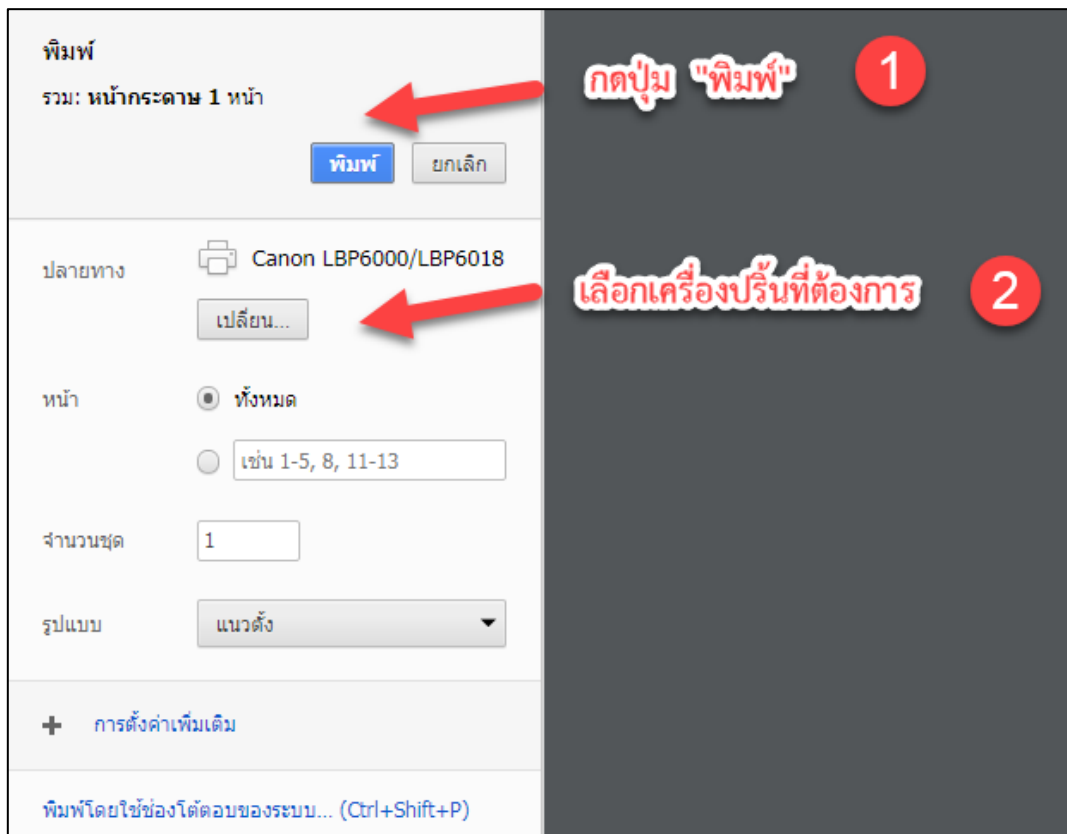 พิมพ์
รวม: หน้ากระดาษ 1 หน้า
กดปุ่ม "พิมพ์" 1
พิมพ์ ยกเลิก
ปลายทาง Canon LBP6000/LBP6018
เปลี่ยน...
เลือกเครื่องปริ้นที่ต้องการ 2
หน้า ทั้งหมด
เช่น 1-5, 8, 11-13
จำนวนชุด 1
รูปแบบ แนวตั้ง
+ การตั้งค่าเพิ่มเติม
พิมพ์โดยใช้ช่องโต้ตอบของระบบ... (Ctrl+Shift+P)